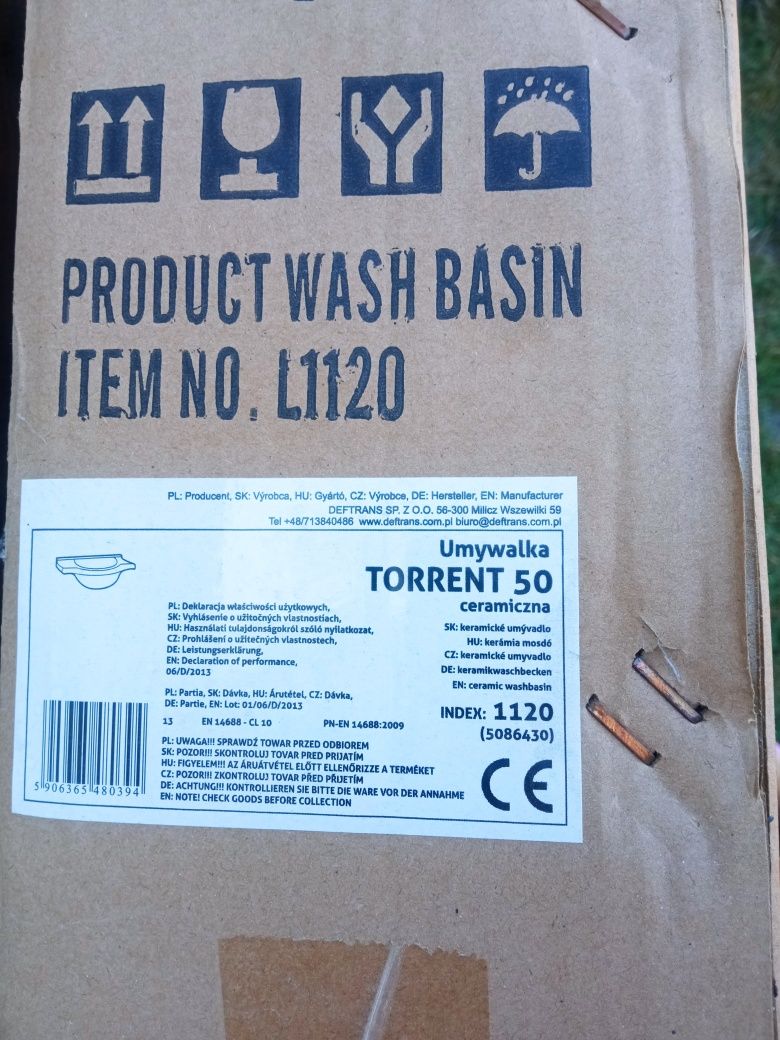 PRODUCT WASH BASIN
ITEM NO. L1120
PL: Producent, SK: Výrobca, HU: Gyártó, CZ: Výrobce, DE: Hersteller, EN: Manufacturer
DEFTRANS SP. Z O.O. 56-300 Milicz Wszewilki 59
Tel +48/713840486 www.deftrans.com.pl biuro@deftrans.com.pl
Umywalka
TORRENT 50
ceramiczna
PL: Deklaracja właściwości użytkowych,
SK: Vyhlásenie o užitočných vlastnostiach,
HU: Használati tulajdonságokról szóló nyilatkozat,
CZ: Prohlášení o užitečných vlastnostech,
DE: Leistungserklärung,
EN: Declaration of performance,
06/D/2013
SK: keramické umývadlo
HU: kerámia mosdó
CZ: keramické umyvadlo
DE: keramikwaschbecken
EN: ceramic washbasin
PL: Partia, SK: Dávka, HU: Árutétel, CZ: Dávka,
DE: Partie, EN: Lot: 01/06/D/2013
13 EN 14688 - CL 10 PN-EN 14688:2009
INDEX: 1120
(5086430)
PL: UWAGA!!! SPRAWDŹ TOWAR PRZED ODBIOREM
SK: POZOR!!! SKONTROLUJ TOVAR PRED PRIJATÍM
HU: FIGYELEM!!! AZ ÁRUÁTVÉTEL ELŐTT ELLENŐRIZZE A TERMÉKET
CZ: POZOR!!! ZKONTROLUJ TOVAR PŘED PŘIJETÍM
DE: ACHTUNG!!! KONTROLLIEREN SIE BITTE DIE WARE VOR DER ANNAHME
EN: NOTE! CHECK GOODS BEFORE COLLECTION
5 906365 480394
CE